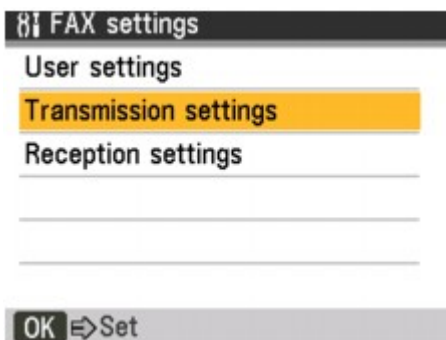 FAX settings
User settings
Transmission settings
Reception settings
OK ⇨Set